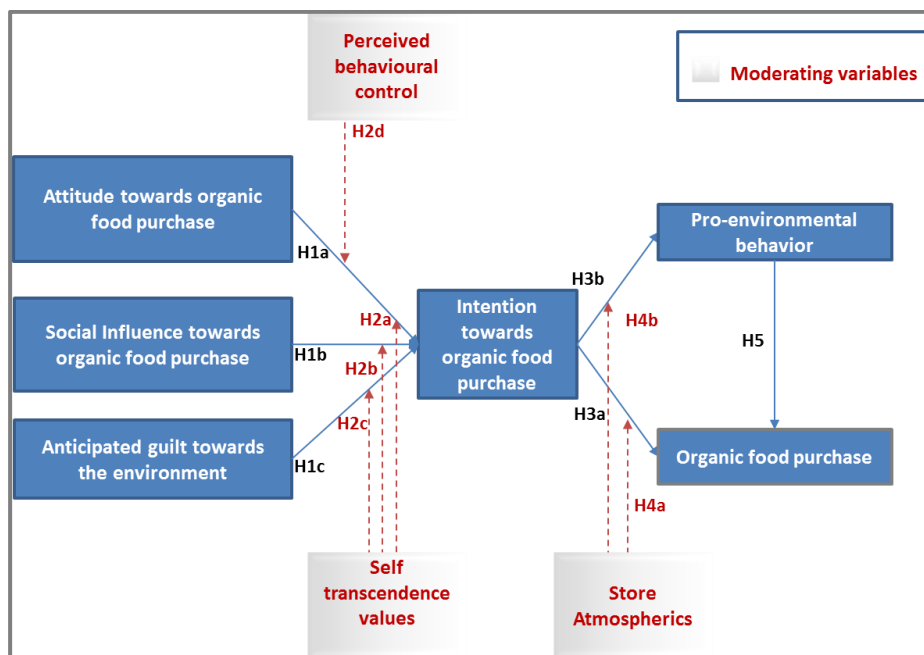 Perceived
behavioural
control
Moderating variables
H2d
Attitude towards organic
food purchase
H1a
Social Influence towards
organic food purchase
H1b
Anticipated guilt towards
the environment
H1c
H2a
H2b
H2c
Intention
towards
organic food
purchase
H3b
H4b
H3a
H4a
Pro-environmental
behavior
H5
Organic food purchase
Self
transcendence
values
Store
Atmospherics